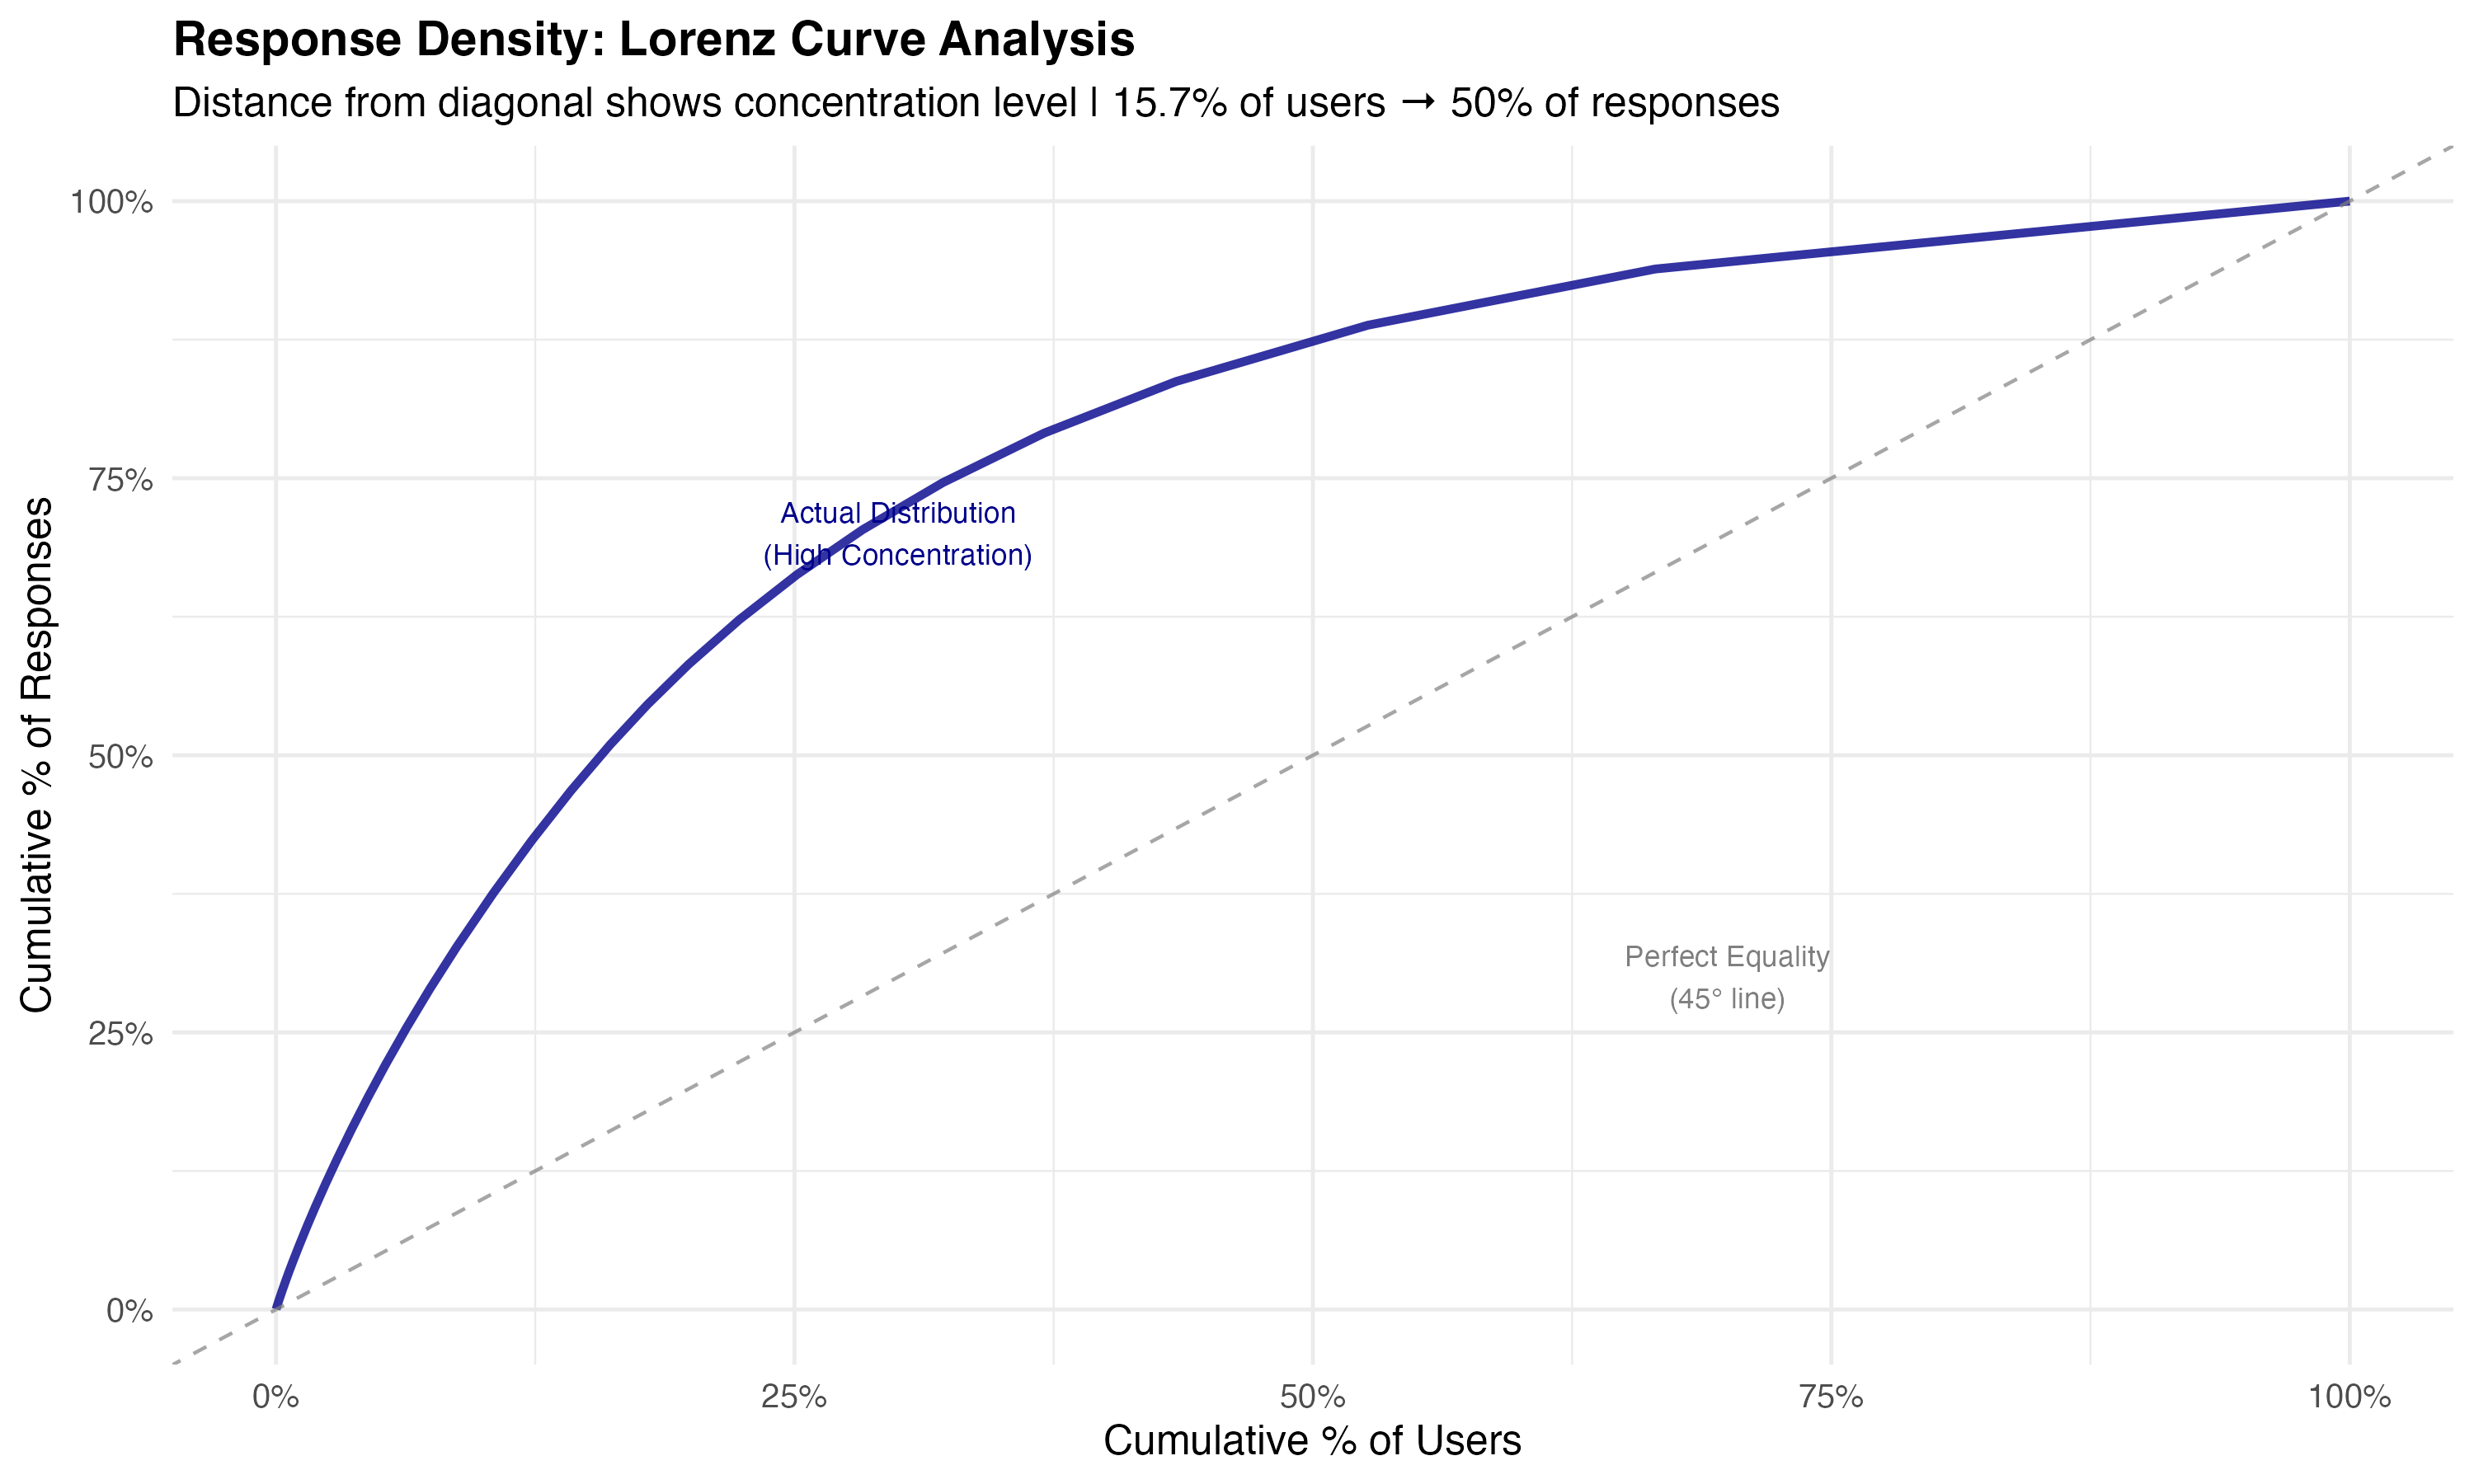 Response Density: Lorenz Curve Analysis
Distance from diagonal shows concentration level | 15.7% of users → 50% of responses
100%
75%
50%
25%
0%
Cumulative % of Responses
Actual Distribution
(High Concentration)
Perfect Equality
(45° line)
0%
25%
50%
75%
100%
Cumulative % of Users